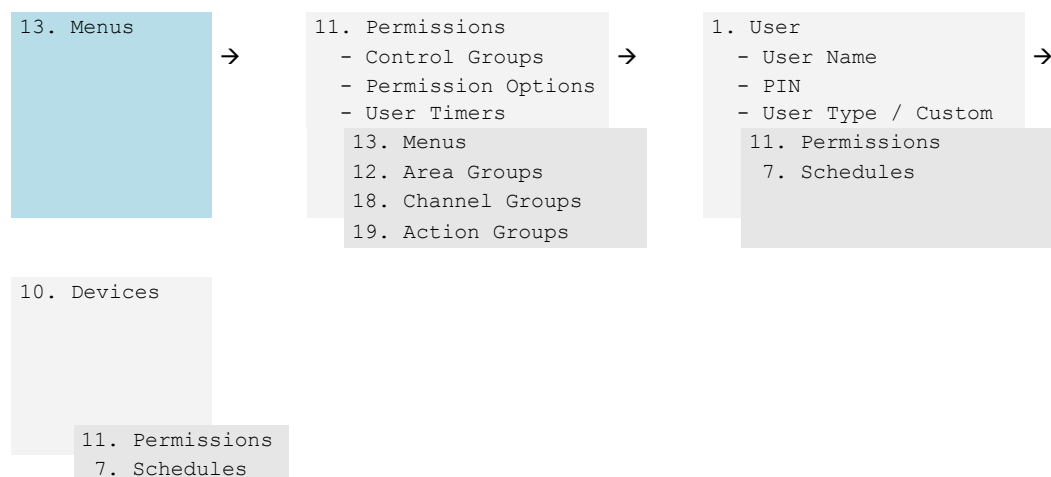 13. Menus
→
11. Permissions
- Control Groups
- Permission Options
- User Timers
13. Menus
12. Area Groups
18. Channel Groups
19. Action Groups
→
1. User
- User Name
- PIN
- User Type / Custom
11. Permissions
7. Schedules
→
10. Devices
11. Permissions
7. Schedules